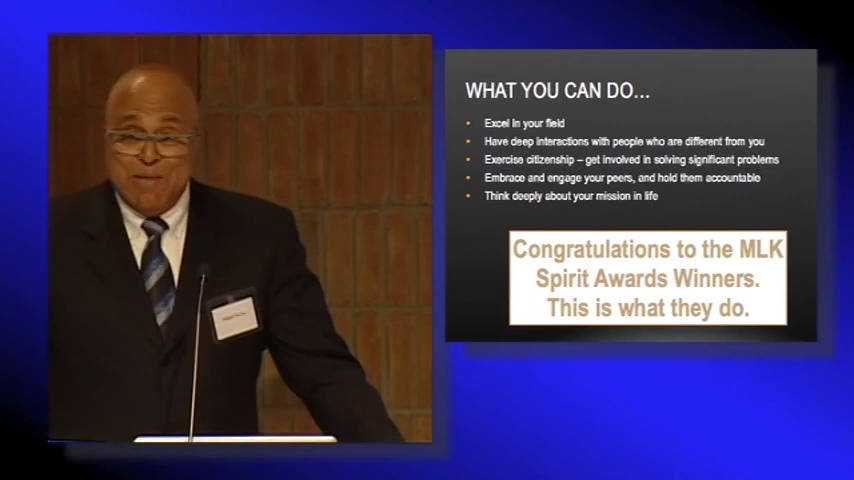 WHAT YOU CAN DO...
• Excel in your field
• Have deep interactions with people who are different from you
• Exercise citizenship – get involved in solving significant problems
• Embrace and engage your peers, and hold them accountable
• Think deeply about your mission in life
Congratulations to the MLK
Spirit Awards Winners.
This is what they do.